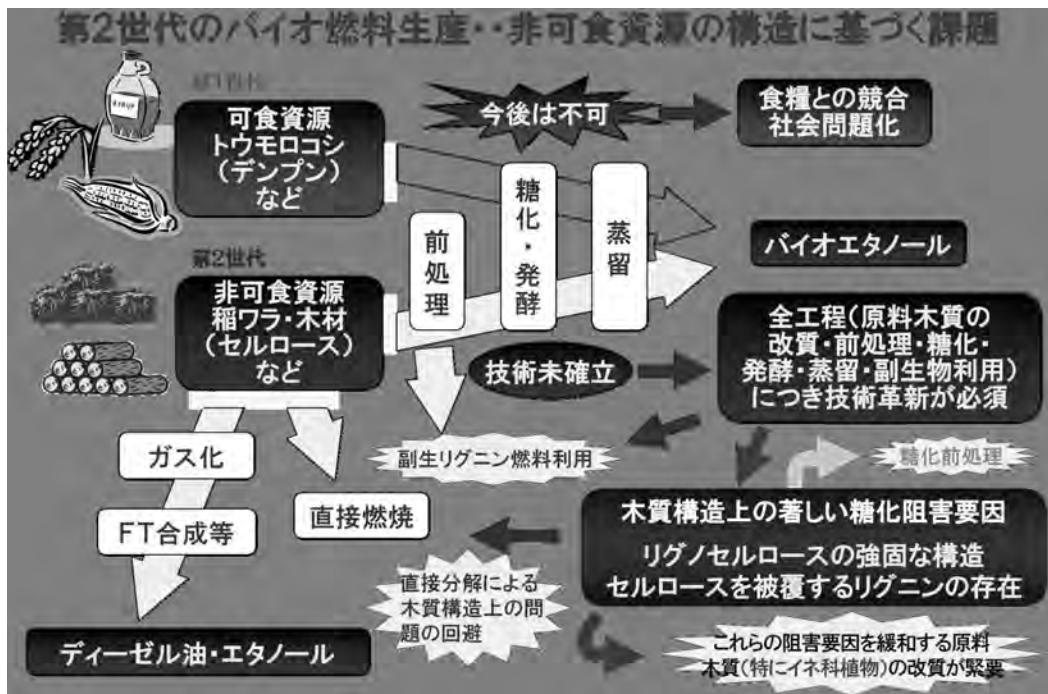 第2世代のバイオ燃料生産・・非可食資源の構造に基づく課題
第1世代
SYRUP
可食資源
トウモロコシ
(デンプン)
など
今後は不可
食糧との競合
社会問題化
前処理
糖化・発酵
蒸留
バイオエタノール
第2世代
非可食資源
稲ワラ・木材
(セルロース)
など
技術未確立
全工程(原料木質の
改質・前処理・糖化・
発酵・蒸留・副生物利用)
につき技術革新が必須
副生リグニン燃料利用
糖化前処理
ガス化
FT合成等
直接燃焼
木質構造上の著しい糖化阻害要因
リグノセルロースの強固な構造
セルロースを被覆するリグニンの存在
直接分解による
木質構造上の問
題の回避
ディーゼル油・エタノール
これらの阻害要因を緩和する原料
木質(特にイネ科植物)の改質が緊要